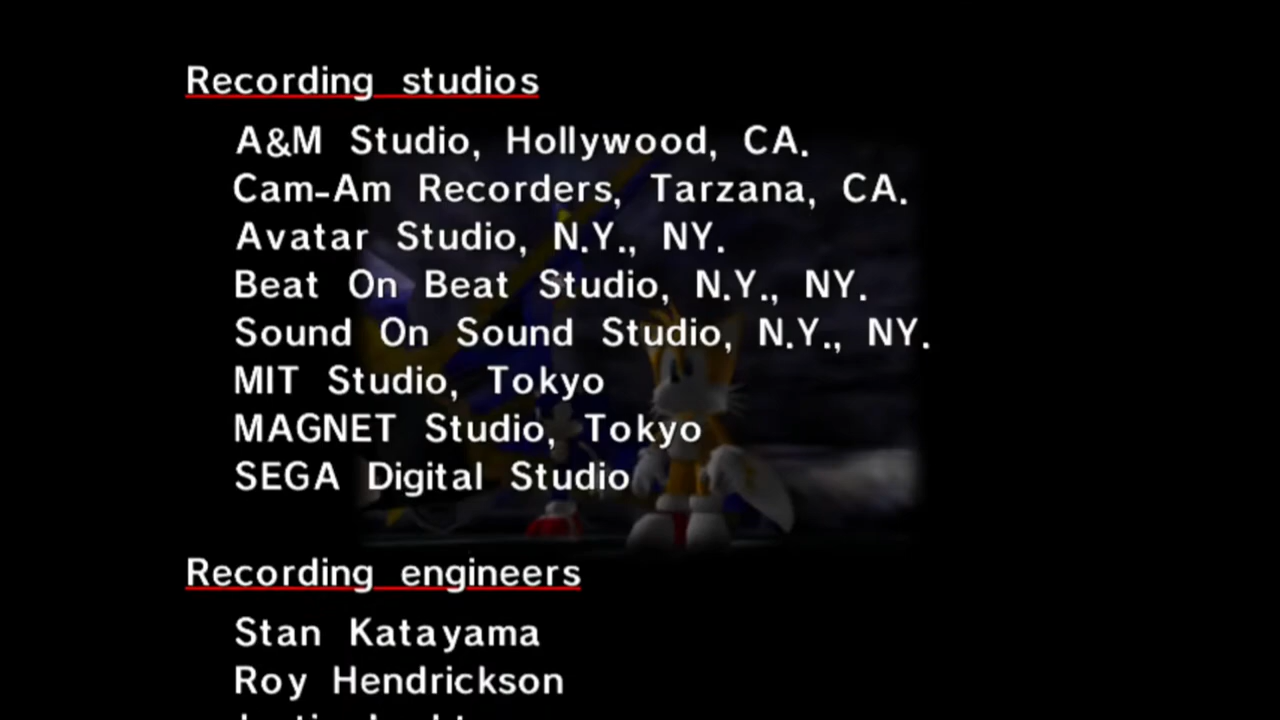 Recording studios
A&M Studio, Hollywood, CA.
Cam-Am Recorders, Tarzana, CA.
Avatar Studio, N.Y., NY.
Beat On Beat Studio, N.Y., NY.
Sound On Sound Studio, N.Y., NY.
MIT Studio, Tokyo
MAGNET Studio, Tokyo
SEGA Digital Studio
Recording engineers
Stan Katayama
Roy Hendrickson